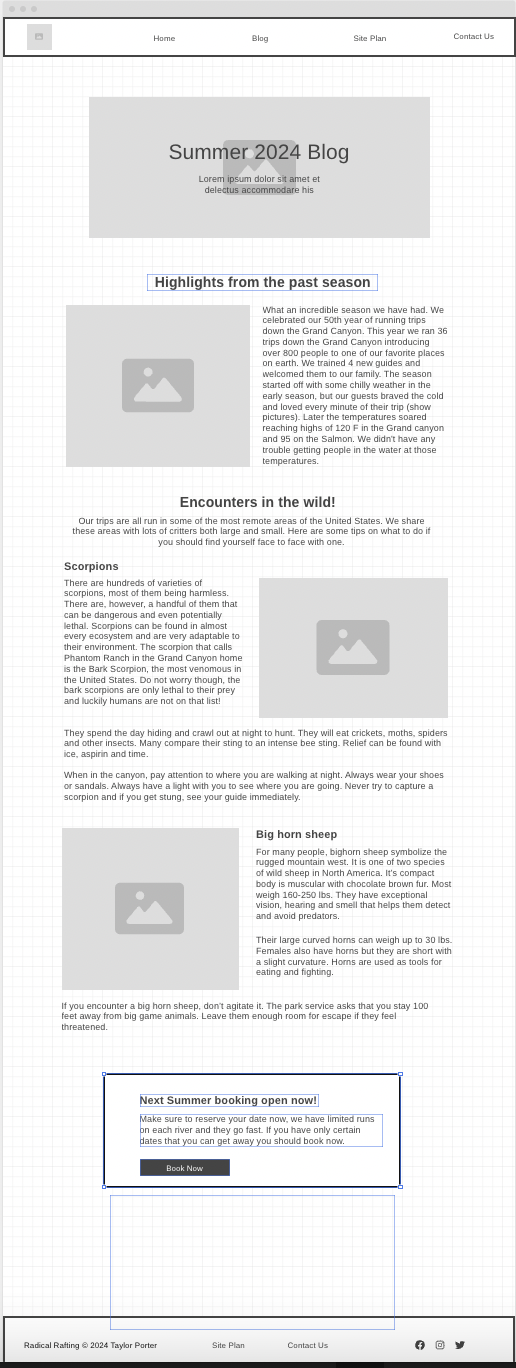 Home
Blog
Site Plan
Contact Us
Summer 2024 Blog
Lorem ipsum dolor sit amet et
delectus accommodare his
Highlights from the past season
What an incredible season we have had. We
celebrated our 50th year of running trips
down the Grand Canyon. This year we ran 36
trips down the Grand Canyon introducing
over 800 people to one of our favorite places
on earth. We trained 4 new guides and
welcomed them to our family. The season
started off with some chilly weather in the
early season, but our guests braved the cold
and loved every minute of their trip (show
pictures). Later the temperatures soared
reaching highs of 120 F in the Grand canyon
and 95 on the Salmon. We didn't have any
trouble getting people in the water at those
temperatures.
Encounters in the wild!
Our trips are all run in some of the most remote areas of the United States. We share
these areas with lots of critters both large and small. Here are some tips on what to do if
you should find yourself face to face with one.
Scorpions
There are hundreds of varieties of
scorpions, most of them being harmless.
There are, however, a handful of them that
can be dangerous and even potentially
lethal. Scorpions can be found in almost
every ecosystem and are very adaptable to
their environment. The scorpion that calls
Phantom Ranch in the Grand Canyon home
is the Bark Scorpion, the most venomous in
the United States. Do not worry though, the
bark scorpions are only lethal to their prey
and luckily humans are not on that list!
They spend the day hiding and crawl out at night to hunt. They will eat crickets, moths, spiders
and other insects. Many compare their sting to an intense bee sting. Relief can be found with
ice, aspirin and time.
When in the canyon, pay attention to where you are walking at night. Always wear your shoes
or sandals. Always have a light with you to see where you are going. Never try to capture a
scorpion and if you get stung, see your guide immediately.
Big horn sheep
For many people, bighorn sheep symbolize the
rugged mountain west. It is one of two species
of wild sheep in North America. It's compact
body is muscular with chocolate brown fur. Most
weigh 160-250 lbs. They have exceptional
vision, hearing and smell that helps them detect
and avoid predators.
Their large curved horns can weigh up to 30 lbs.
Females also have horns but they are short with
a slight curvature. Horns are used as tools for
eating and fighting.
If you encounter a big horn sheep, don't agitate it. The park service asks that you stay 100
feet away from big game animals. Leave them enough room for escape if they feel
threatened.
Next Summer booking open now!
Make sure to reserve your date now, we have limited runs
on each river and they go fast. If you have only certain
dates that you can get away you should book now.
Book Now
Radical Rafting © 2024 Taylor Porter
Site Plan
Contact Us